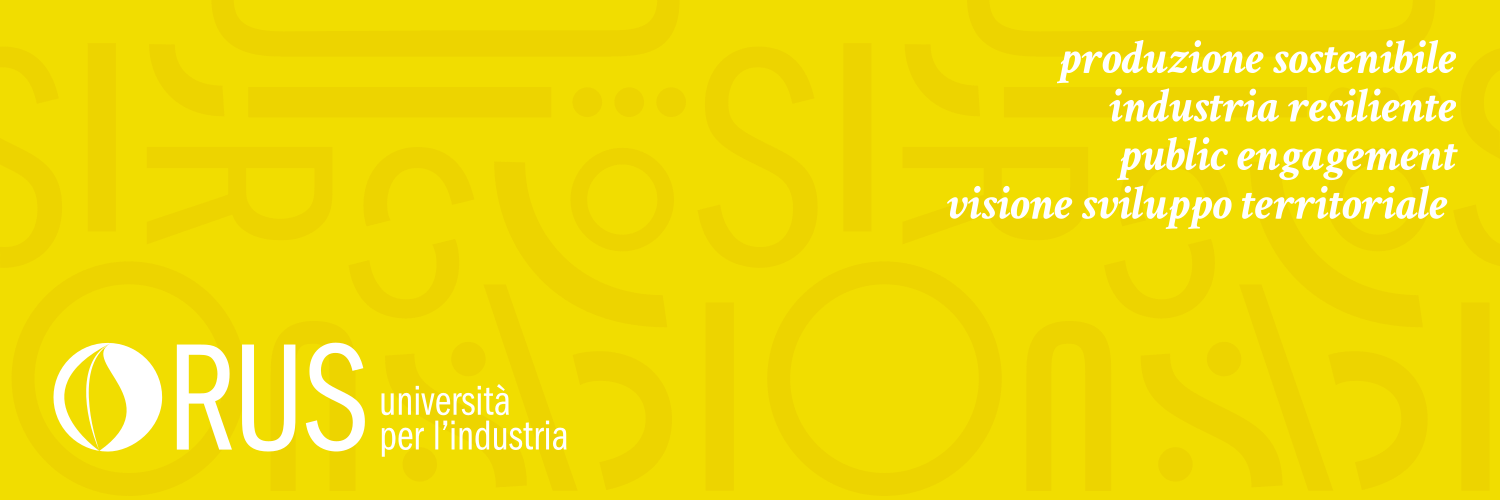 produzione sostenibile
industria resiliente
public engagement
visione sviluppo territoriale
RUS
università
per l'industria